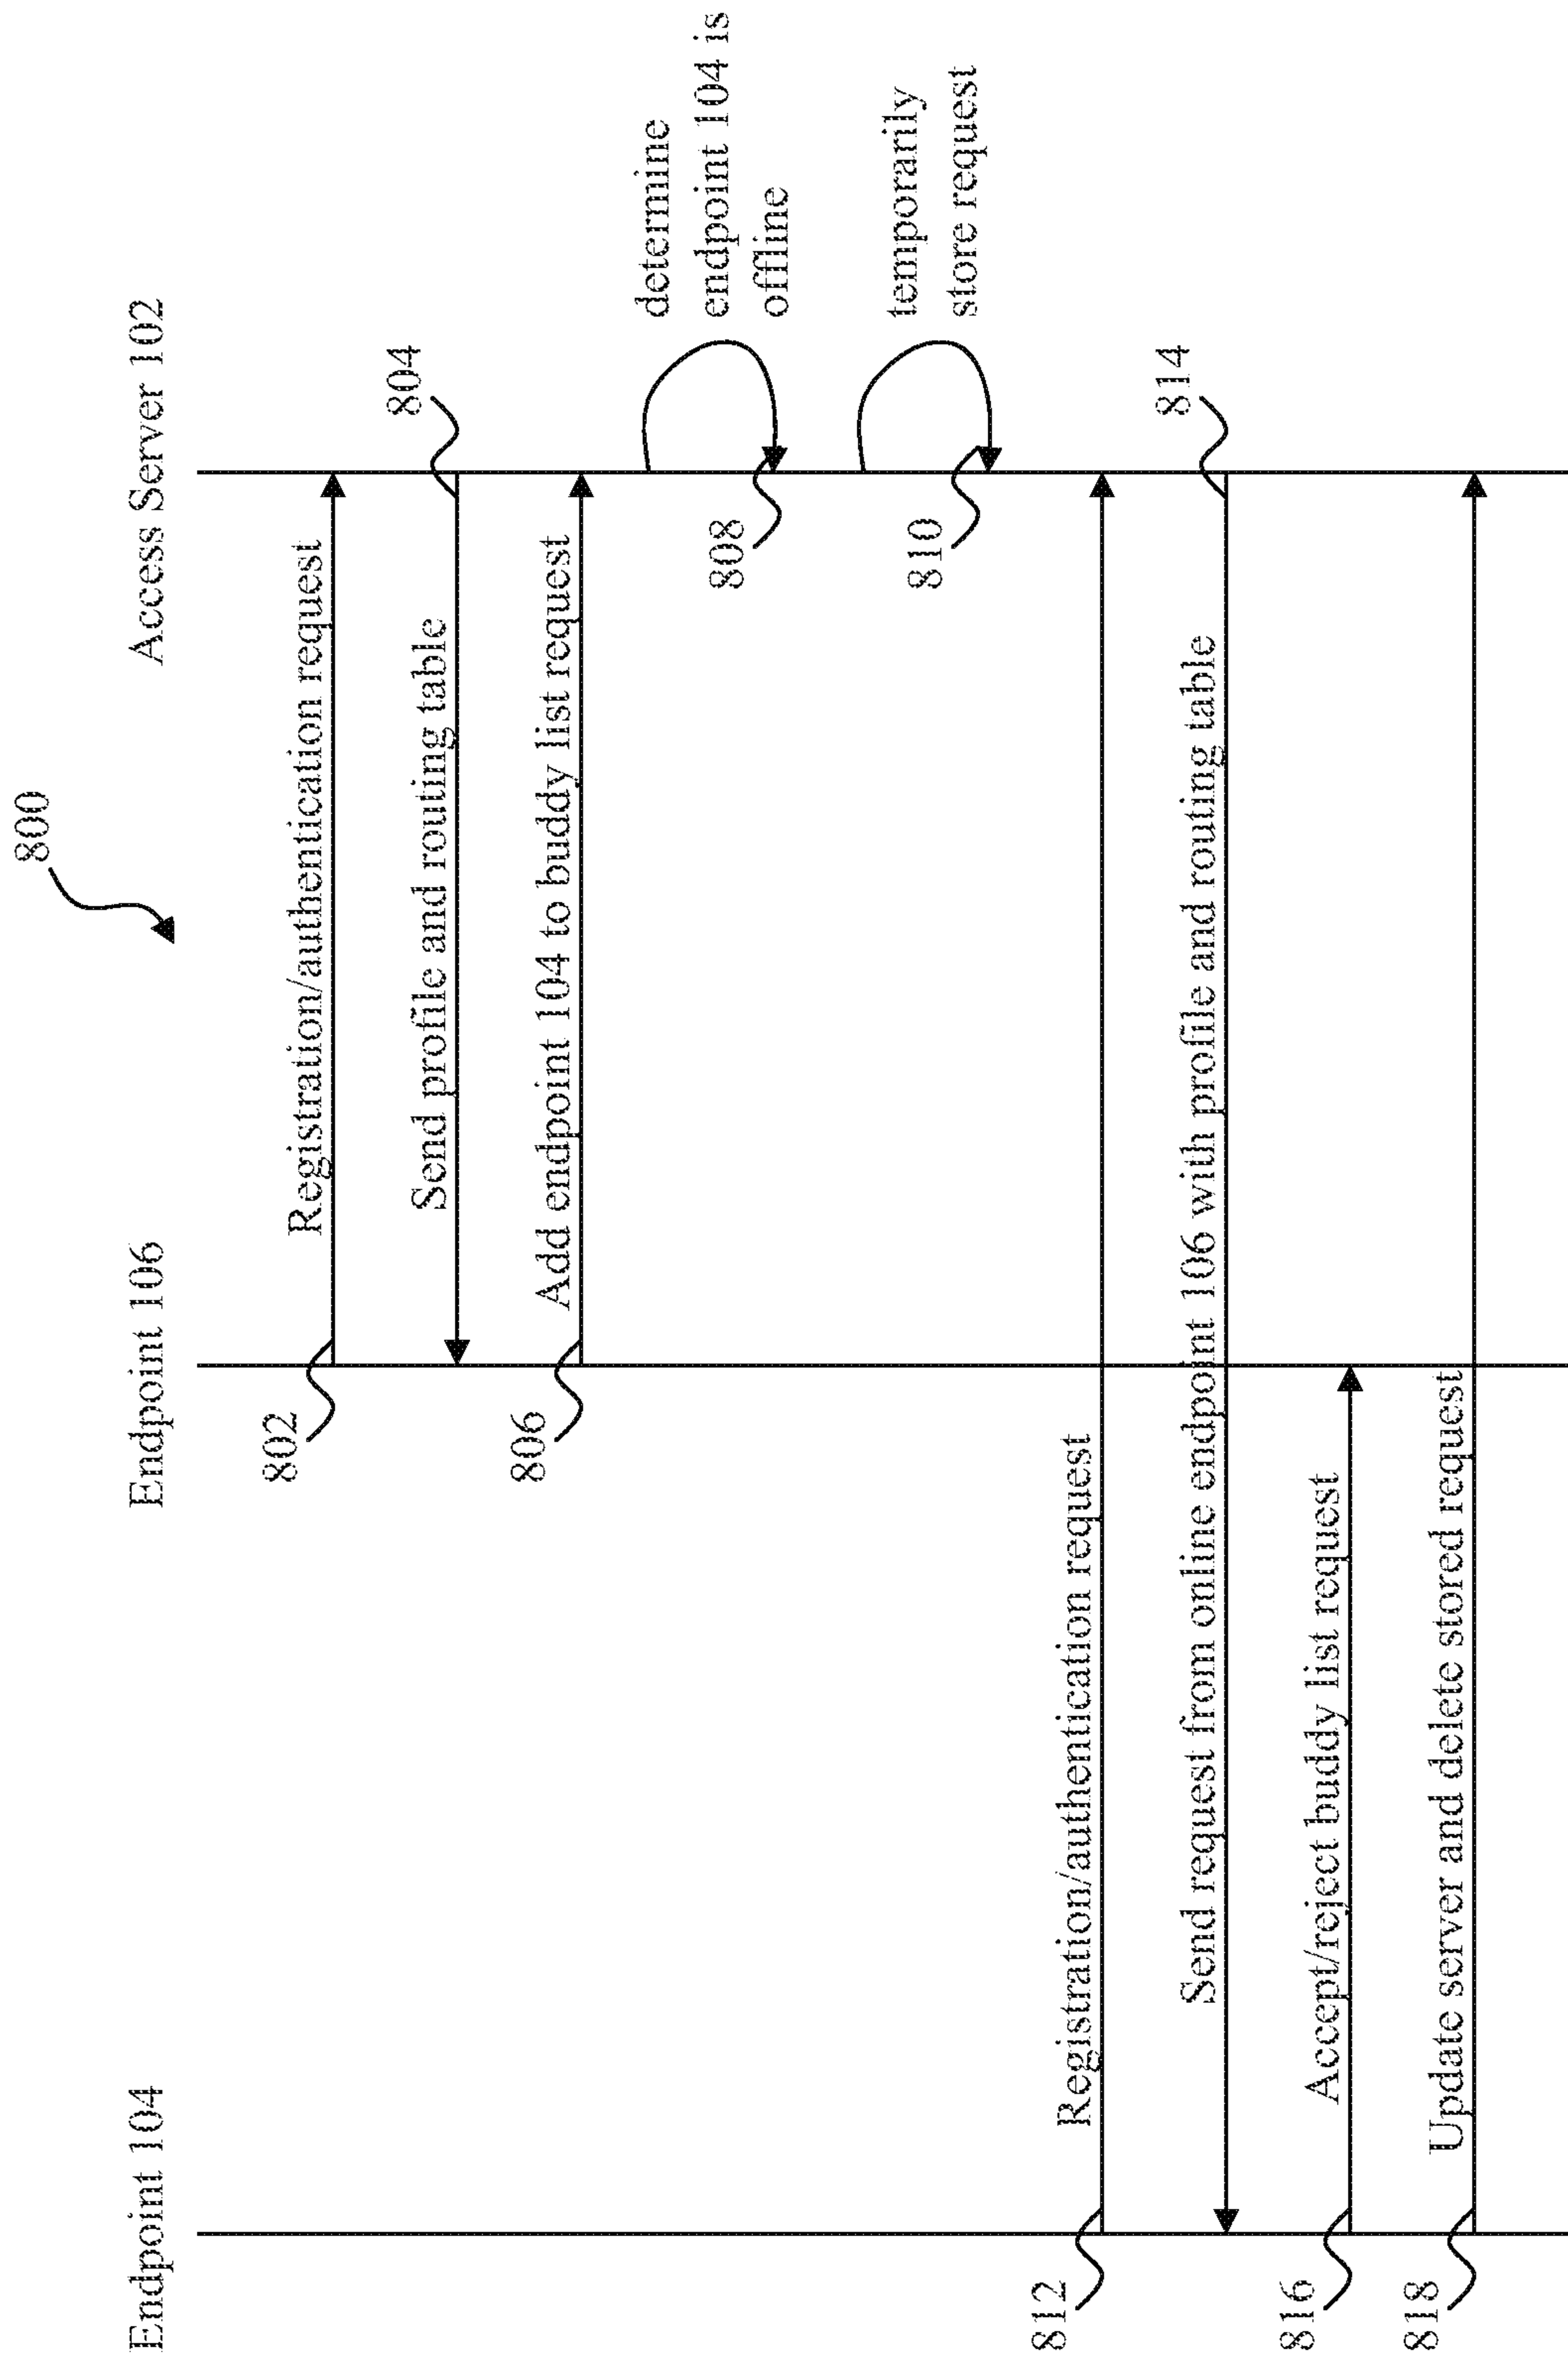 800
Endpoint 104
Endpoint 106
Access Server 102
802
Registration/authentication request
804
Send profile and routing table
806
Add endpoint 104 to buddy list request
determine
endpoint 104 is
offline
808
temporarily
store request
810
812
Registration/authentication request
814
Send request from online endpoint 106 with profile and routing table
816
Accept/reject buddy list request
818
Update server and delete stored request